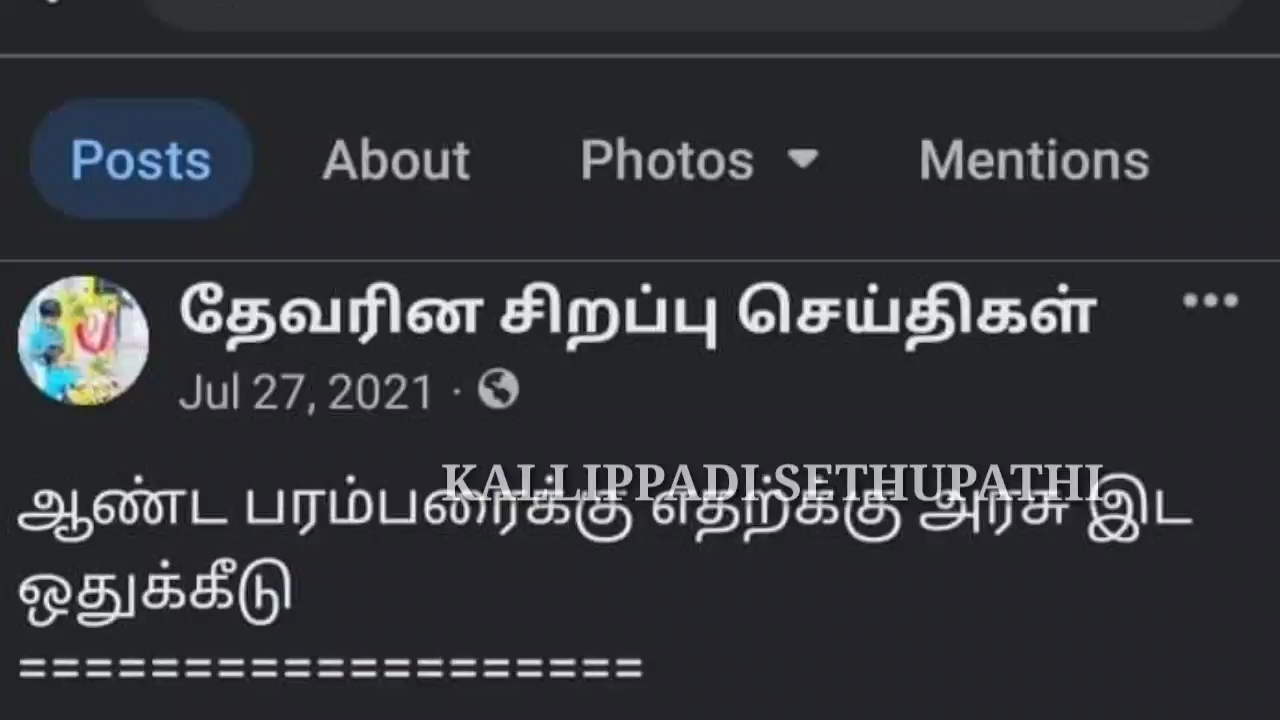 Posts About Photos Mentions
தேவரின சிறப்பு செய்திகள்
Jul 27, 2021 ·
KALLIPPADI SETHUPATHI
ஆண்ட பரம்பரைக்கு எதற்க்கு அரசு இட
ஒதுக்கீடு
===================